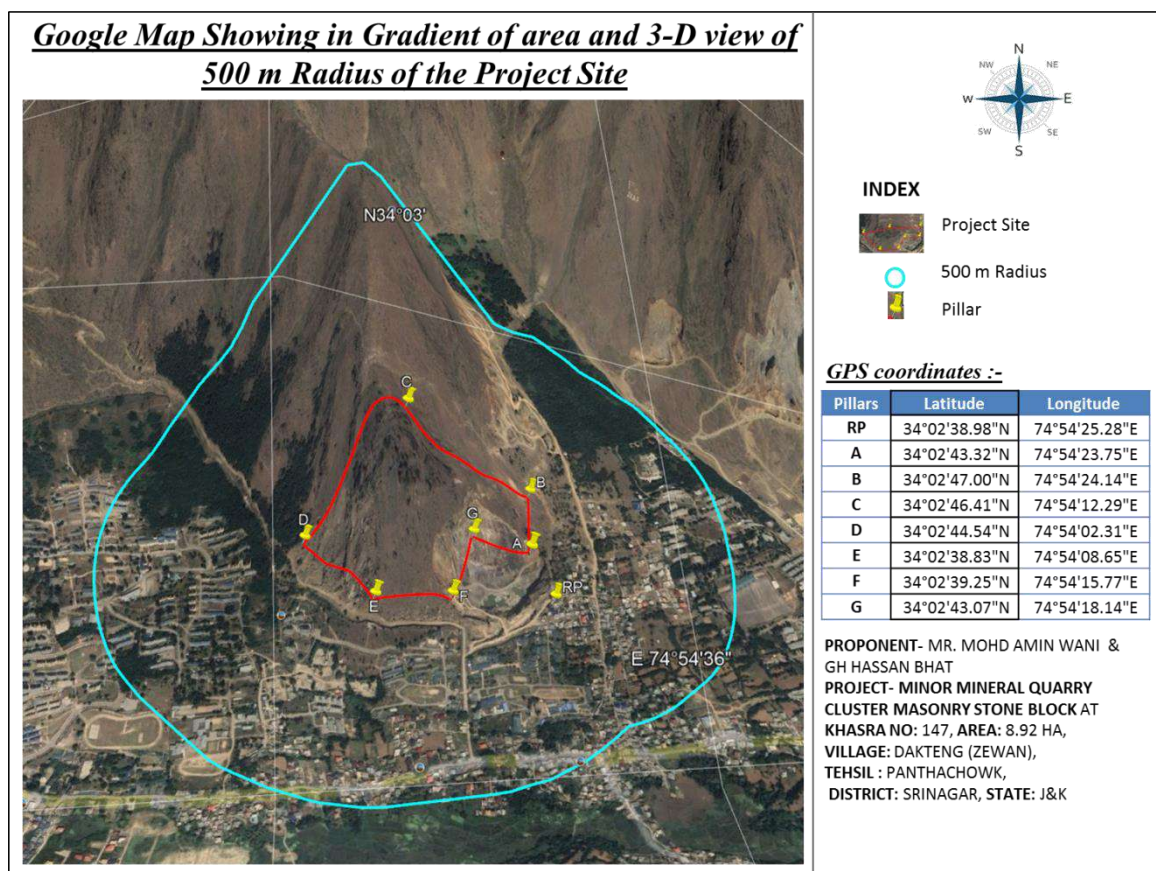 Google Map Showing in Gradient of area and 3-D view of
500 m Radius of the Project Site
N34°03'
C
B
G
D
A
E
F
RP
E 74°54'36"
N
NW
NE
W
E
SW
SE
S
INDEX
Project Site
500 m Radius
Pillar
GPS coordinates :-
Pillars Latitude Longitude
RP 34°02'38.98"N 74°54'25.28"E
A 34°02'43.32"N 74°54'23.75"E
B 34°02'47.00"N 74°54'24.14"E
C 34°02'46.41"N 74°54'12.29"E
D 34°02'44.54"N 74°54'02.31"E
E 34°02'38.83"N 74°54'08.65"E
F 34°02'39.25"N 74°54'15.77"E
G 34°02'43.07"N 74°54'18.14"E
PROPONENT- MR. MOHD AMIN WANI &
GH HASSAN BHAT
PROJECT- MINOR MINERAL QUARRY
CLUSTER MASONRY STONE BLOCK AT
KHASRA NO: 147, AREA: 8.92 HA,
VILLAGE: DAKTENG (ZEWAN),
TEHSIL : PANTHACHOWK,
DISTRICT: SRINAGAR, STATE: J&K